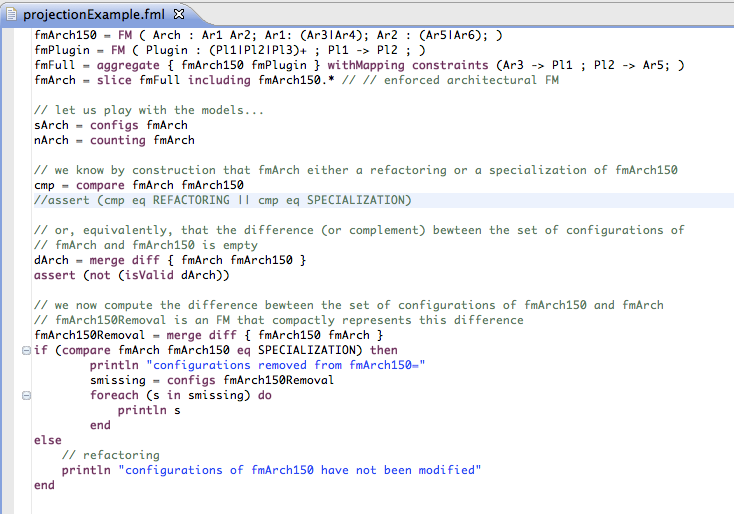 projectionExample.fml
fmArch150 = FM ( Arch : Ar1 Ar2; Ar1: (Ar3|Ar4); Ar2 : (Ar5|Ar6); )
fmPlugin = FM ( Plugin : (Pl1|Pl2|Pl3)+ ; Pl1 -> Pl2 ; )
fmFull = aggregate { fmArch150 fmPlugin } withMapping constraints (Ar3 -> Pl1 ; Pl2 -> Ar5; )
fmArch = slice fmFull including fmArch150.* // // enforced architectural FM
// let us play with the models...
sArch = configs fmArch
nArch = counting fmArch
// we know by construction that fmArch either a refactoring or a specialization of fmArch150
cmp = compare fmArch fmArch150
//assert (cmp eq REFACTORING || cmp eq SPECIALIZATION)
// or, equivalently, that the difference (or complement) bewteen the set of configurations of
// fmArch and fmArch150 is empty
dArch = merge diff { fmArch fmArch150 }
assert (not (isValid dArch))
// we now compute the difference bewteen the set of configurations of fmArch150 and fmArch
// fmArch150Removal is an FM that compactly represents this difference
fmArch150Removal = merge diff { fmArch150 fmArch }
if (compare fmArch fmArch150 eq SPECIALIZATION) then
println "configurations removed from fmArch150="
smissing = configs fmArch150Removal
foreach (s in smissing) do
println s
end
else
// refactoring
println "configurations of fmArch150 have not been modified"
end